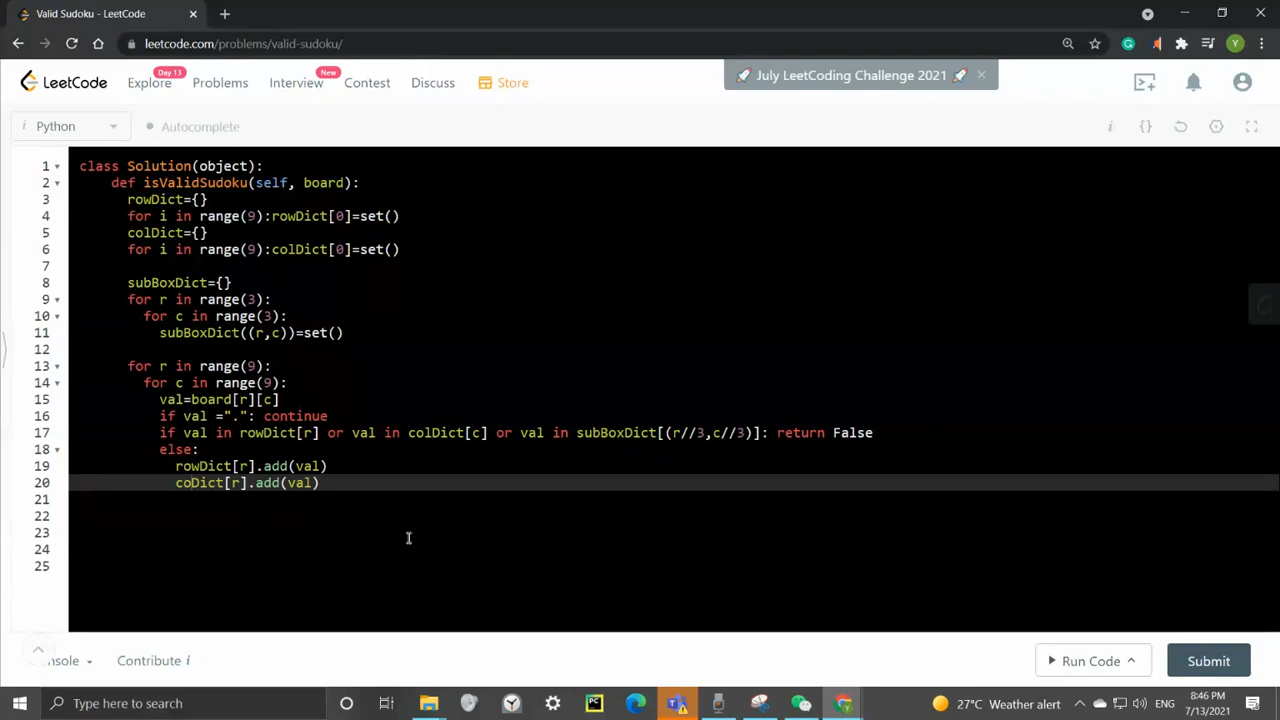 Valid Sudoku - LeetCode
leetcode.com/problems/valid-sudoku/
Y
LeetCode
Explore
Day 13
Problems
Interview
New
Contest
Discuss
Store
🚀 July LeetCoding Challenge 2021 🚀
i Python
Autocomplete
1 class Solution(object):
2 def isValidSudoku(self, board):
3 rowDict={}
4 for i in range(9):rowDict[0]=set()
5 colDict={}
6 for i in range(9):colDict[0]=set()
7
8 subBoxDict={}
9 for r in range(3):
10 for c in range(3):
11 subBoxDict((r,c))=set()
12
13 for r in range(9):
14 for c in range(9):
15 val=board[r][c]
16 if val =".": continue
17 if val in rowDict[r] or val in colDict[c] or val in subBoxDict[(r//3,c//3)]: return False
18 else:
19 rowDict[r].add(val)
20 coDict[r].add(val)
21
22
23
24
25
nsole
Contribute i
Run Code
Submit
Type here to search
PC
27°C Weather alert
ENG
8:46 PM
7/13/2021